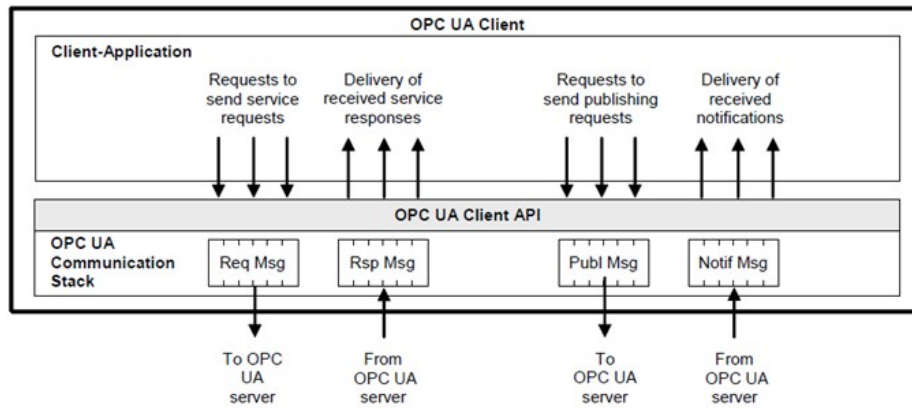 OPC UA Client
Client-Application
Requests to
send service
requests
Delivery of
received service
responses
Requests to
send publishing
requests
Delivery of
received
notifications
OPC UA Client API
OPC UA
Communication
Stack
Req Msg
Rsp Msg
Publ Msg
Notif Msg
To OPC
UA
server
From
OPC UA
server
To
OPC UA
server
From
OPC UA
server